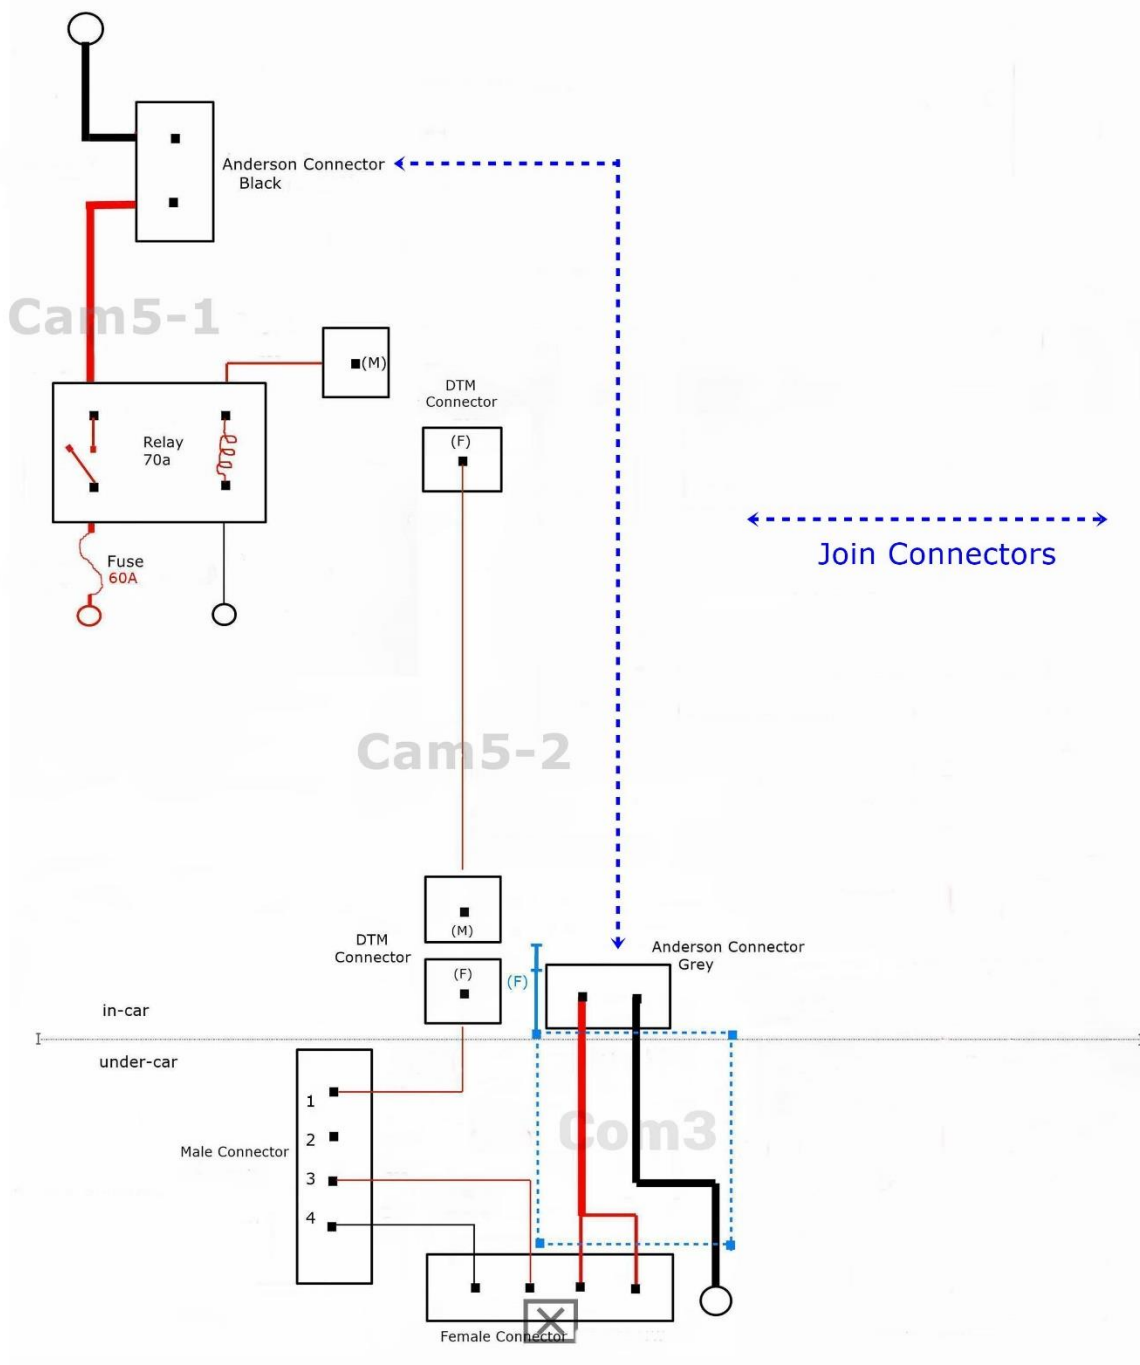 Anderson Connector
Black
Cam5-1
(M)
DTM
Connector
(F)
Relay
70a
Join Connectors
Fuse
60A
Cam5-2
(M)
DTM
Connector
(F)
(F)
Anderson Connector
Grey
in-car
under-car
1
2
3
4
Male Connector
Com3
Female Connector